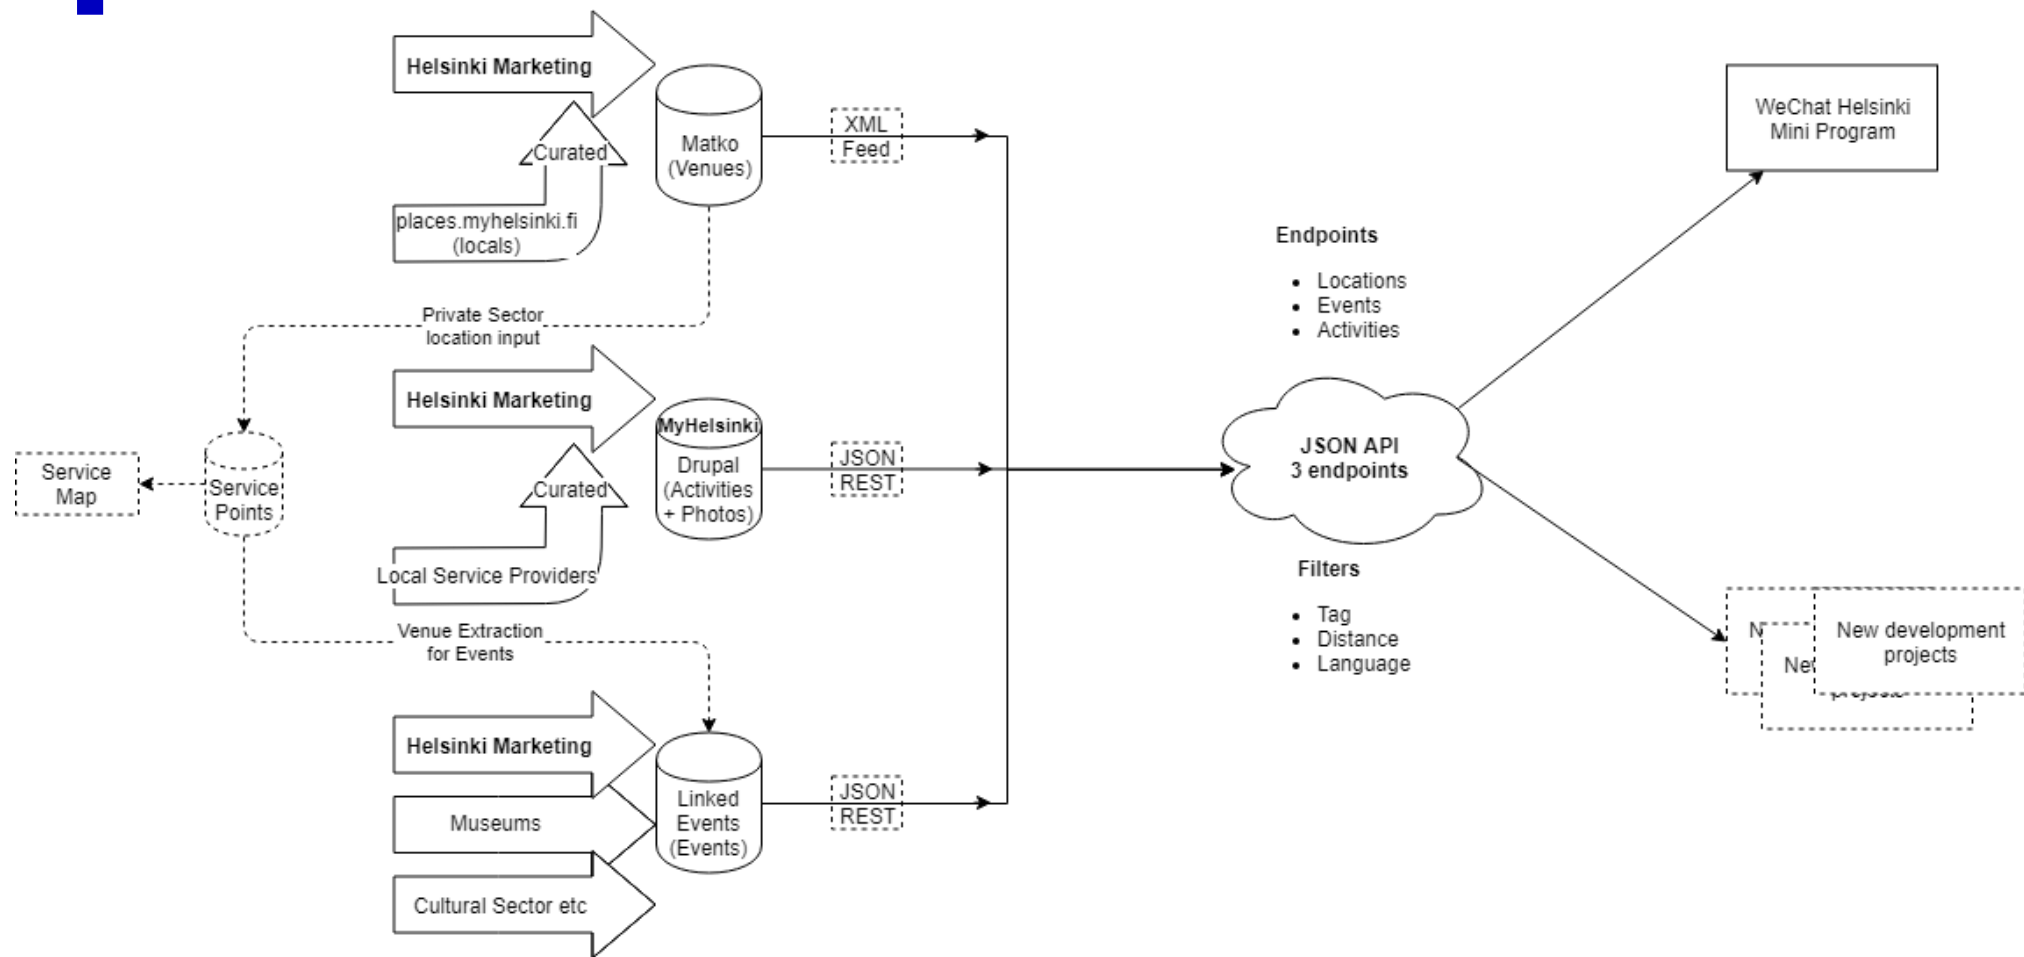 Helsinki Marketing
Curated
places.myhelsinki.fi
(locals)
Matko
(Venues)
XML
Feed
WeChat Helsinki
Mini Program
Private Sector
location input
Endpoints
Locations
Events
Activities
Helsinki Marketing
Curated
Local Service Providers
MyHelsinki
Drupal
(Activities
+ Photos)
JSON
REST
JSON API
3 endpoints
Service
Map
Service
Points
Filters
Tag
Distance
Language
Venue Extraction
for Events
New development
projects
Helsinki Marketing
Museums
Cultural Sector etc
Linked
Events
(Events)
JSON
REST